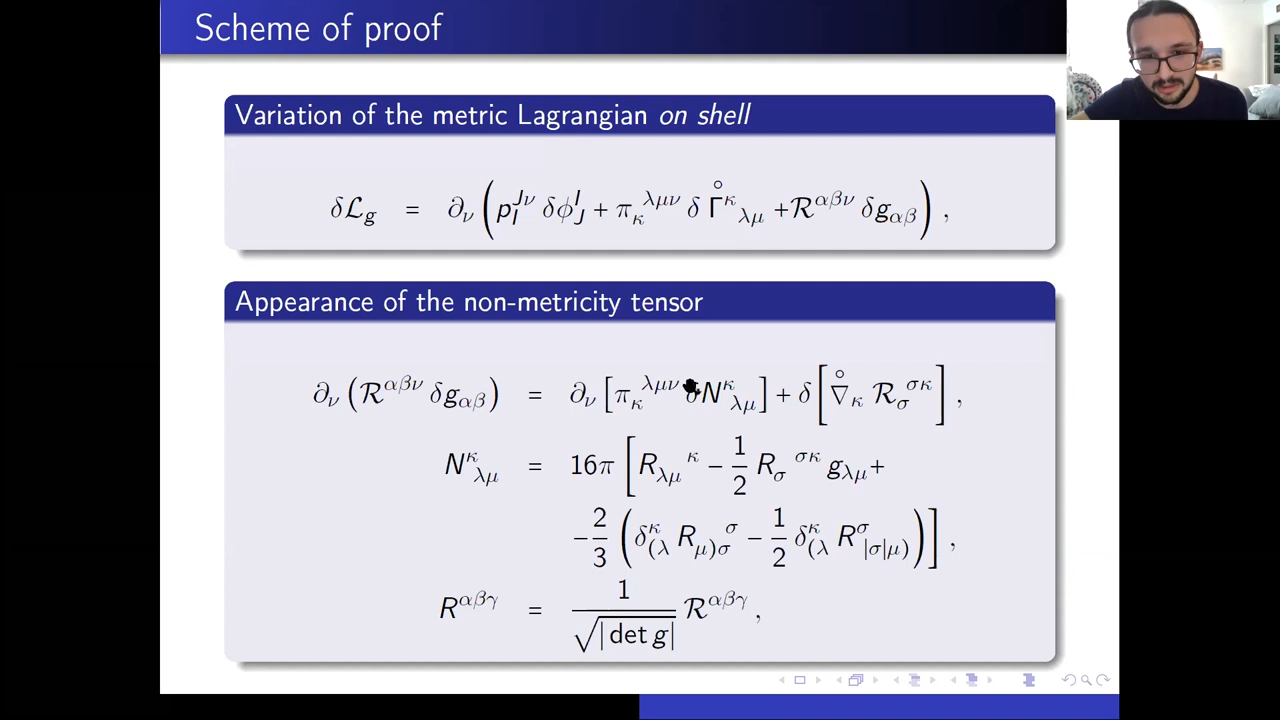 Scheme of proof
Variation of the metric Lagrangian on shell
δℒ_g = ∂_ν ( p_I^{Jν} δφ^I_J + π_κ^{λμν} δ Γ̊^κ_{λμ} + ℛ^{αβν} δg_{αβ} ) ,
Appearance of the non-metricity tensor
∂_ν ( ℛ^{αβν} δg_{αβ} ) = ∂_ν [ π_κ^{λμν} δN^κ_{λμ} ] + δ [ ∇̊_κ ℛ_σ^{σκ} ] ,
N^κ_{λμ} = 16π [ R_{λμ}^κ − 1/2 R_σ^{σκ} g_{λμ} +
− 2/3 ( δ^κ_{(λ} R_{μ)σ}^σ − 1/2 δ^κ_{(λ} R^σ_{|σ|μ)} ) ] ,
R^{αβγ} = 1/√|det g| ℛ^{αβγ} ,